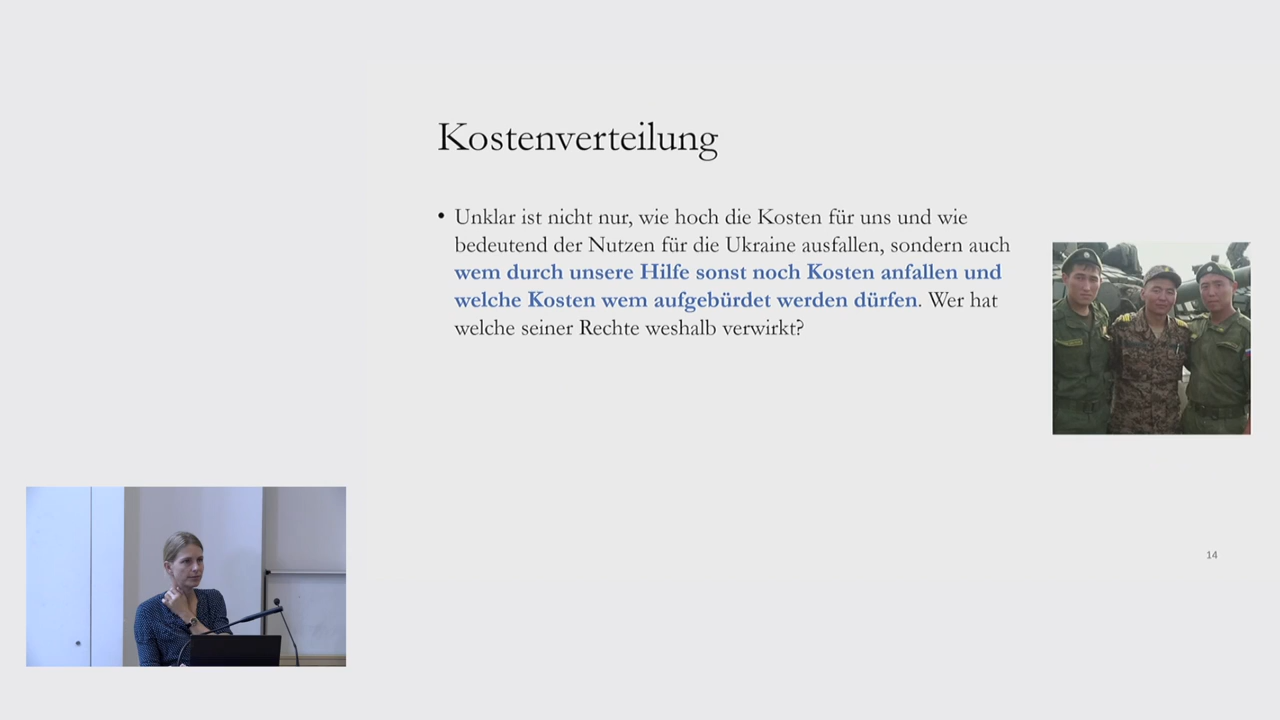 Kostenverteilung
• Unklar ist nicht nur, wie hoch die Kosten für uns und wie
bedeutend der Nutzen für die Ukraine ausfallen, sondern auch
wem durch unsere Hilfe sonst noch Kosten anfallen und
welche Kosten wem aufgebürdet werden dürfen. Wer hat
welche seiner Rechte weshalb verwirkt?
14